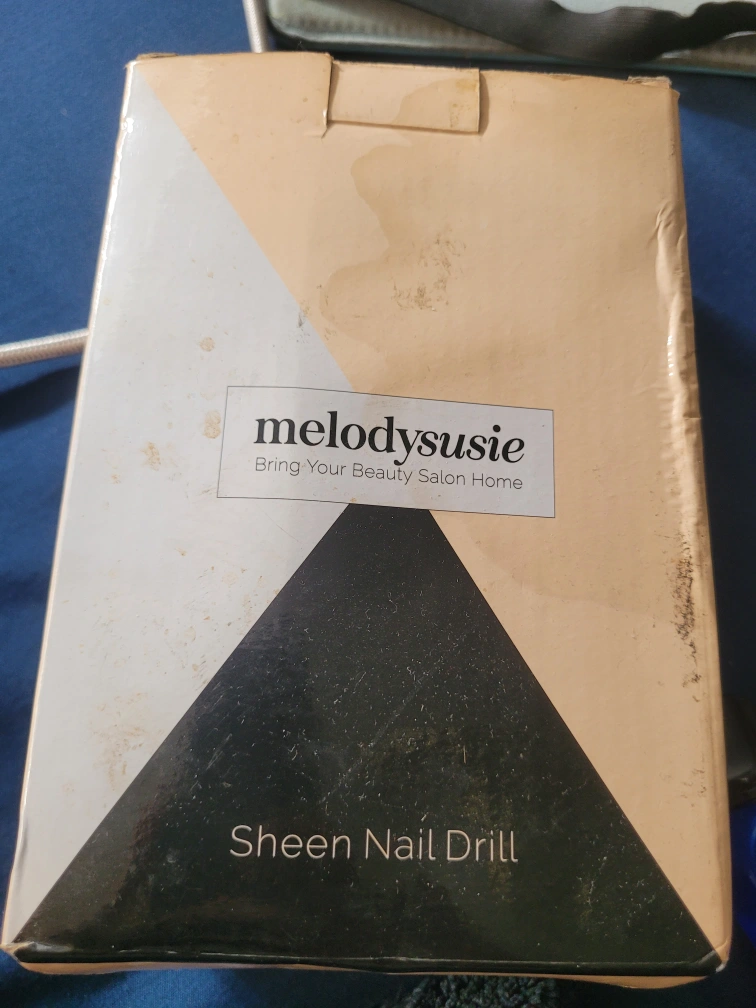 melodysusie
Bring Your Beauty Salon Home
Sheen Nail Drill